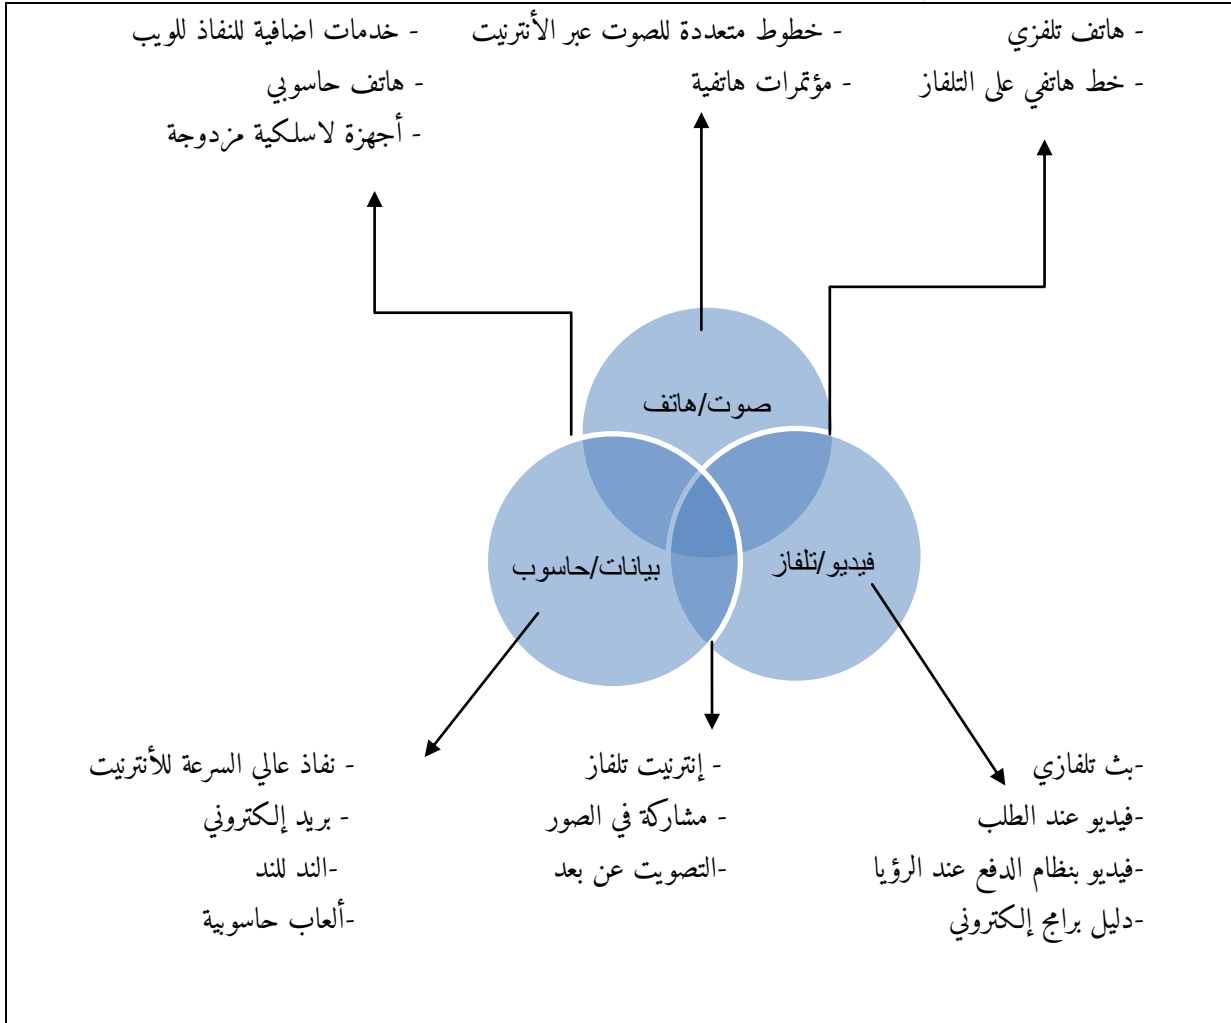 - هاتف تلفزي
- خط هاتفي على التلفاز
- خطوط متعددة للصوت عبر الأنترنيت
- مؤتمرات هاتفية
- خدمات اضافية للنفاذ للويب
- هاتف حاسوبي
- أجهزة لاسلكية مزدوجة
صوت/هاتف
فيديو/تلفاز
بيانات/حاسوب
-بث تلفازي
-فيديو عند الطلب
-فيديو بنظام الدفع عند الرؤيا
-دليل برامج إلكتروني
- إنترنيت تلفاز
- مشاركة في الصور
-التصويت عن بعد
- نفاذ عالي السرعة للأنترنيت
- بريد إلكتروني
-الند للند
-ألعاب حاسوبية